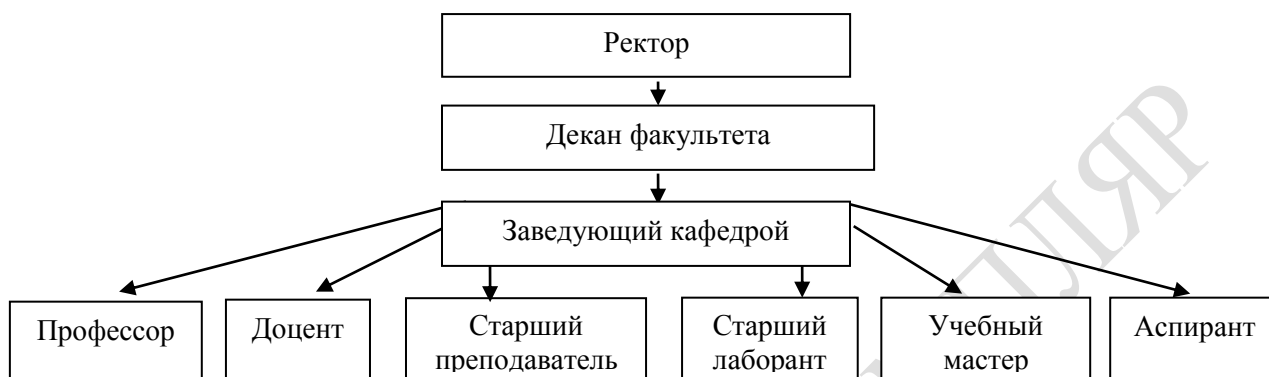 Ректор
Декан факультета
Заведующий кафедрой
Профессор
Доцент
Старший
преподаватель
Старший
лаборант
Учебный
мастер
Аспирант